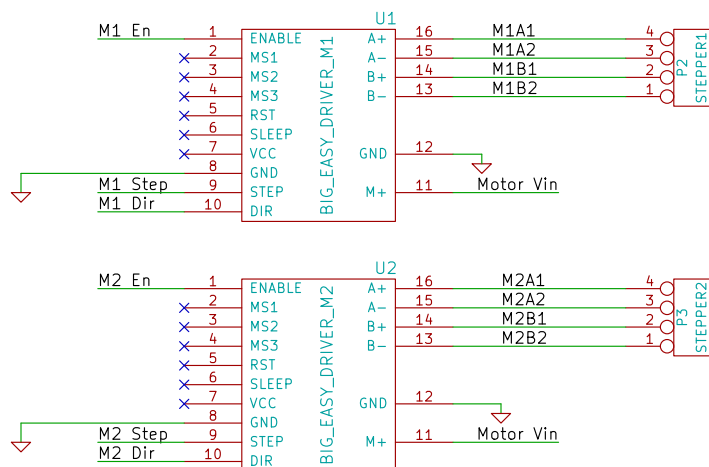 U1
M1 En 1 ENABLE A+ 16 M1A1 4
2 MS1 A- 15 M1A2 3
3 MS2 B+ 14 M1B1 2
4 MS3 B- 13 M1B2 1
5 RST
6 SLEEP
7 VCC GND 12
8 GND
M1 Step 9 STEP M+ 11 Motor Vin
M1 Dir 10 DIR
BIG_EASY_DRIVER_M1
P2
STEPPER1
U2
M2 En 1 ENABLE A+ 16 M2A1 4
2 MS1 A- 15 M2A2 3
3 MS2 B+ 14 M2B1 2
4 MS3 B- 13 M2B2 1
5 RST
6 SLEEP
7 VCC GND 12
8 GND
M2 Step 9 STEP M+ 11 Motor Vin
M2 Dir 10 DIR
BIG_EASY_DRIVER_M2
P3
STEPPER2